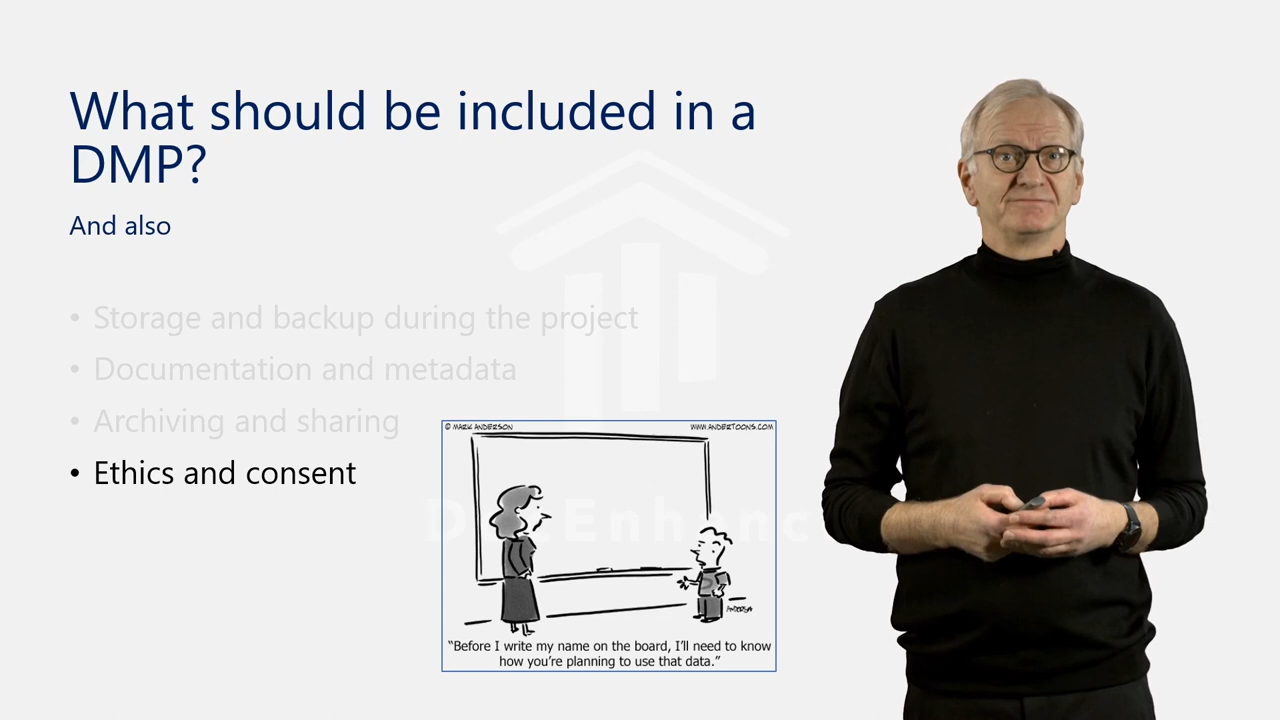 What should be included in a
DMP?
And also
• Storage and backup during the project
• Documentation and metadata
• Archiving and sharing
• Ethics and consent
© MARK ANDERSON
WWW.ANDERTOONS.COM
"Before I write my name on the board, I'll need to know
how you're planning to use that data."